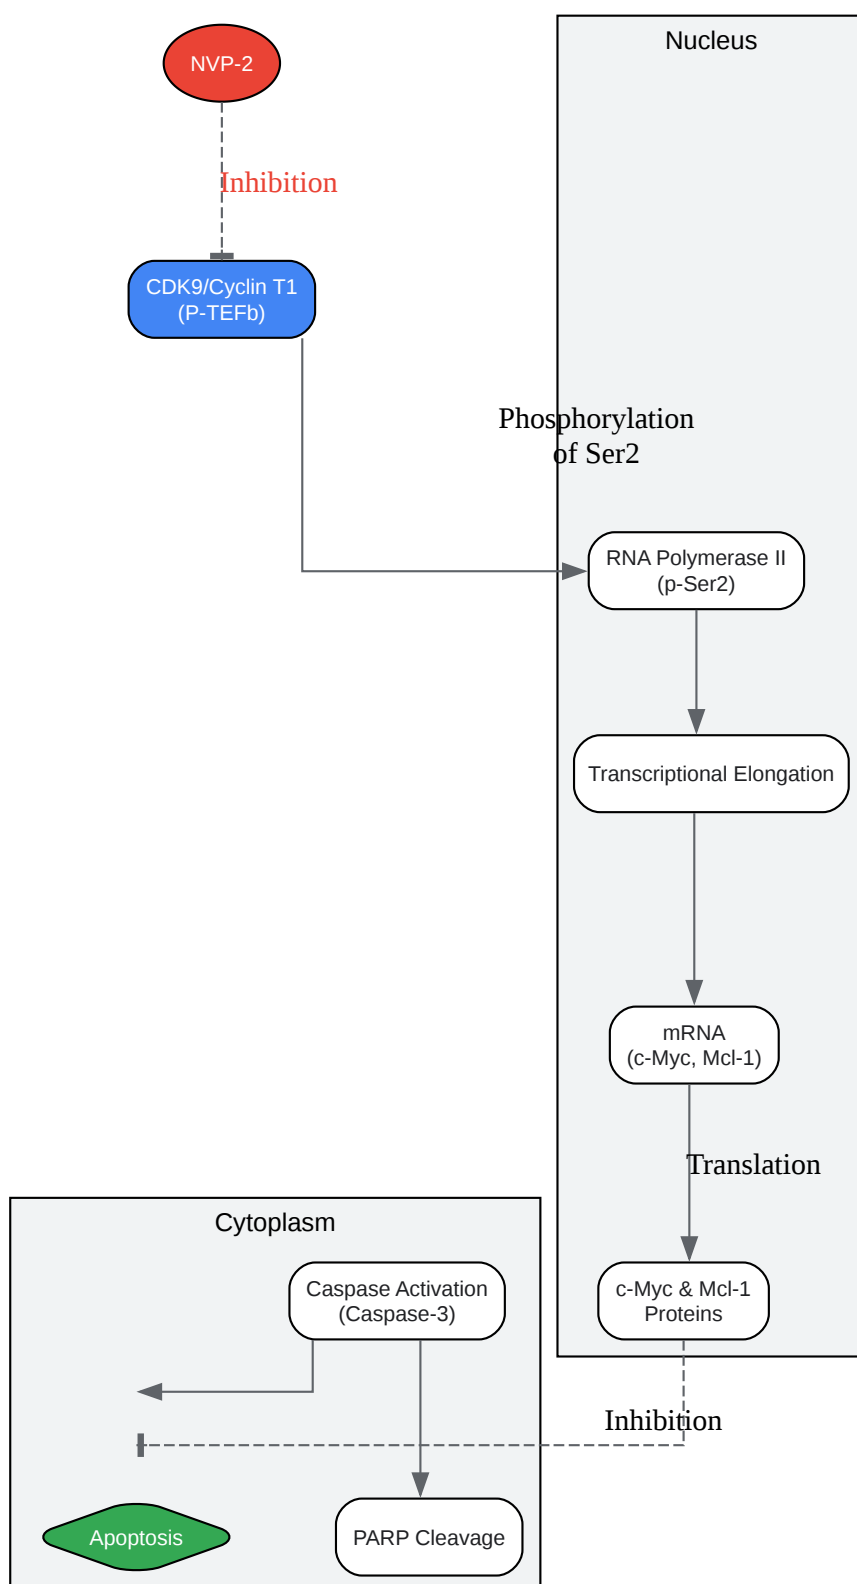 Nucleus
NVP-2
Inhibition
CDK9/Cyclin T1
(P-TEFb)
Phosphorylation
of Ser2
RNA Polymerase II
(p-Ser2)
Transcriptional Elongation
mRNA
(c-Myc, Mcl-1)
Translation
Cytoplasm
Caspase Activation
(Caspase-3)
c-Myc & Mcl-1
Proteins
Inhibition
Apoptosis
PARP Cleavage